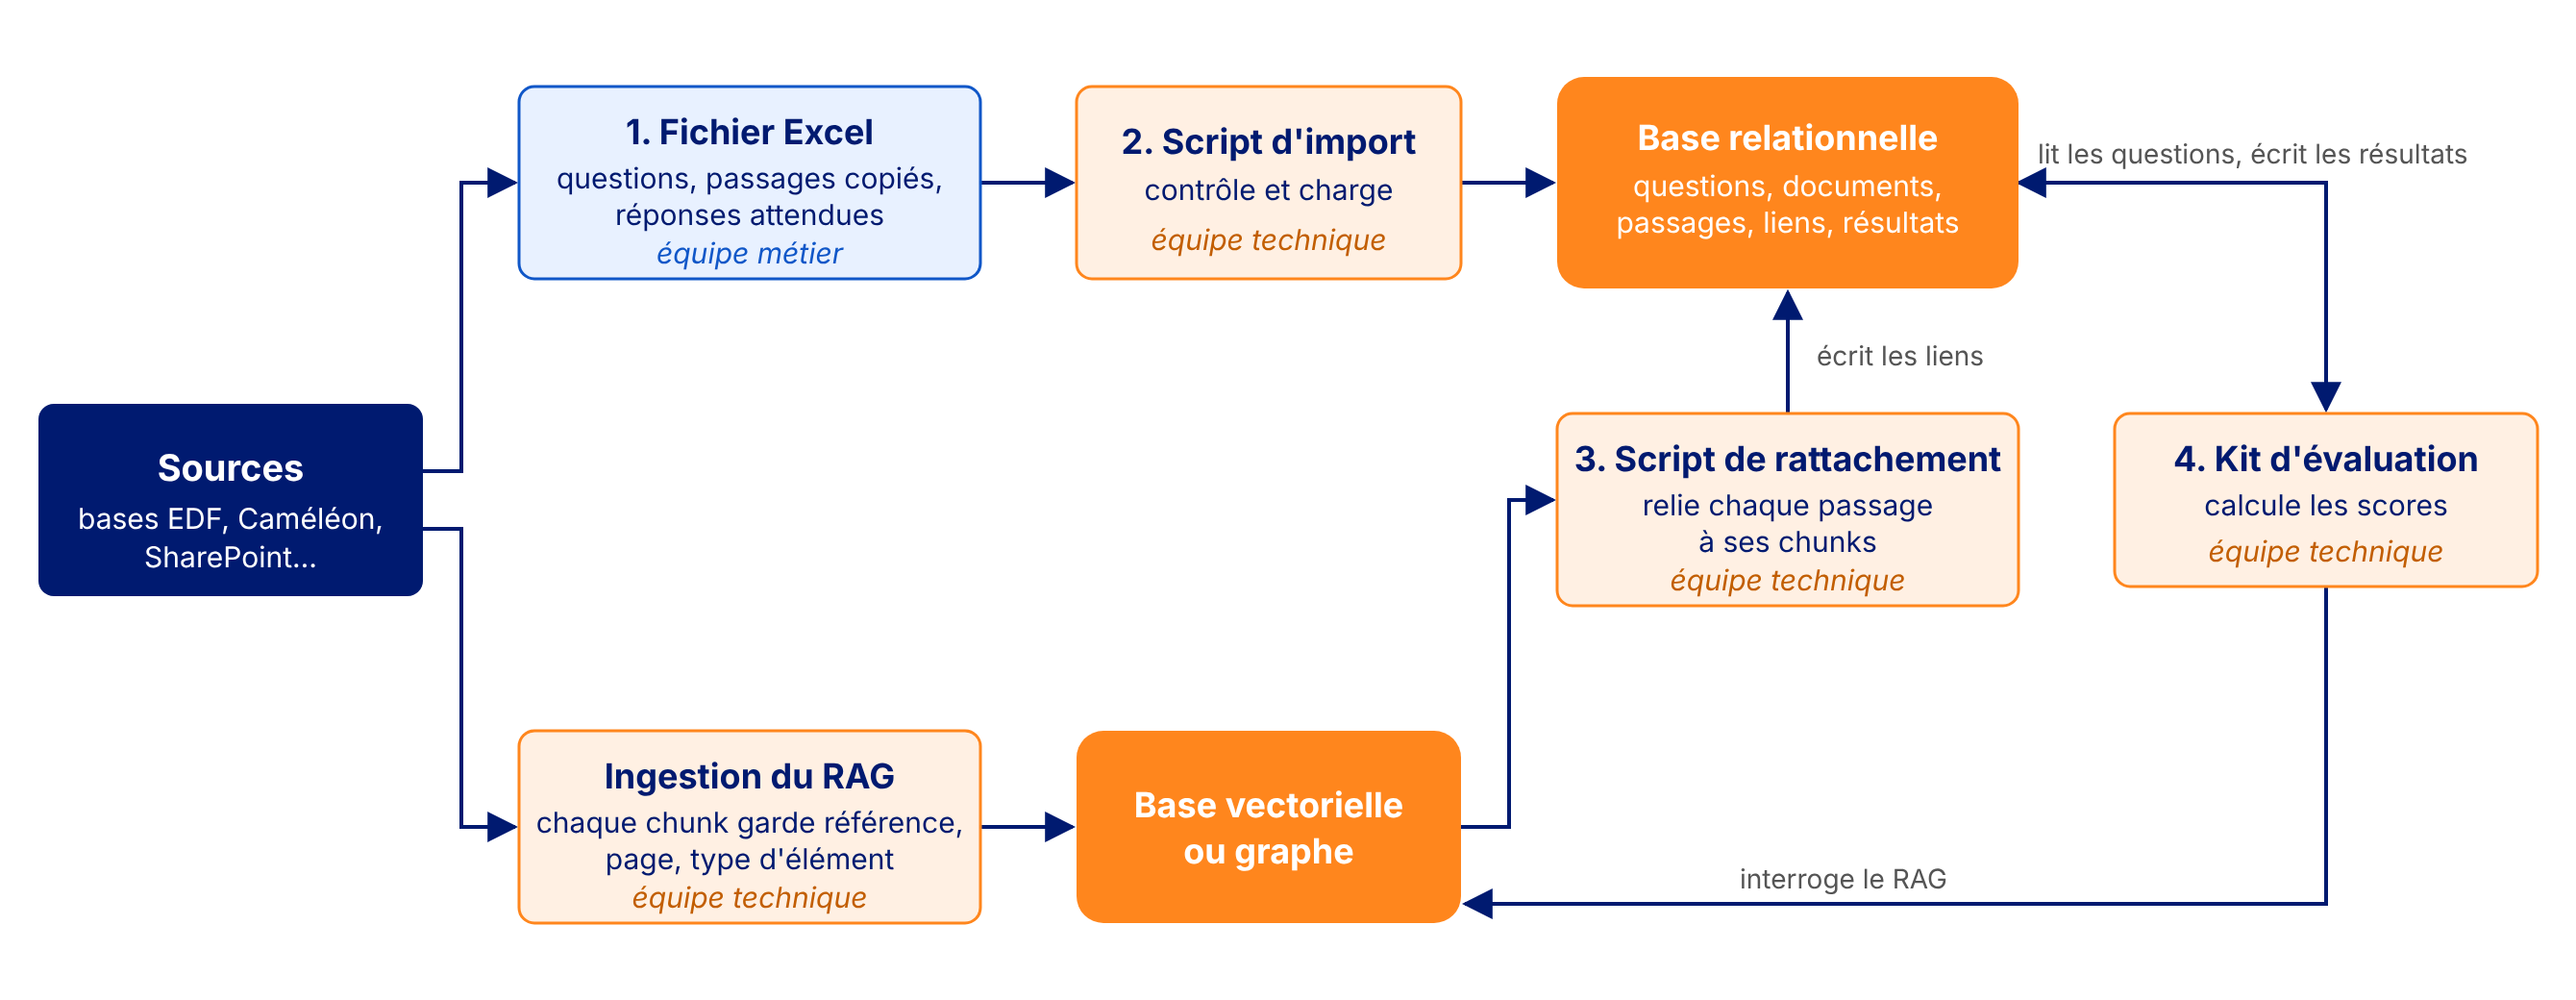 1. Fichier Excel
questions, passages copiés,
réponses attendues
équipe métier
2. Script d'import
contrôle et charge
équipe technique
Base relationnelle
questions, documents,
passages, liens, résultats
lit les questions, écrit les résultats
écrit les liens
Sources
bases EDF, Caméléon,
SharePoint...
3. Script de rattachement
relie chaque passage
à ses chunks
équipe technique
4. Kit d'évaluation
calcule les scores
équipe technique
Ingestion du RAG
chaque chunk garde référence,
page, type d'élément
équipe technique
Base vectorielle
ou graphe
interroge le RAG